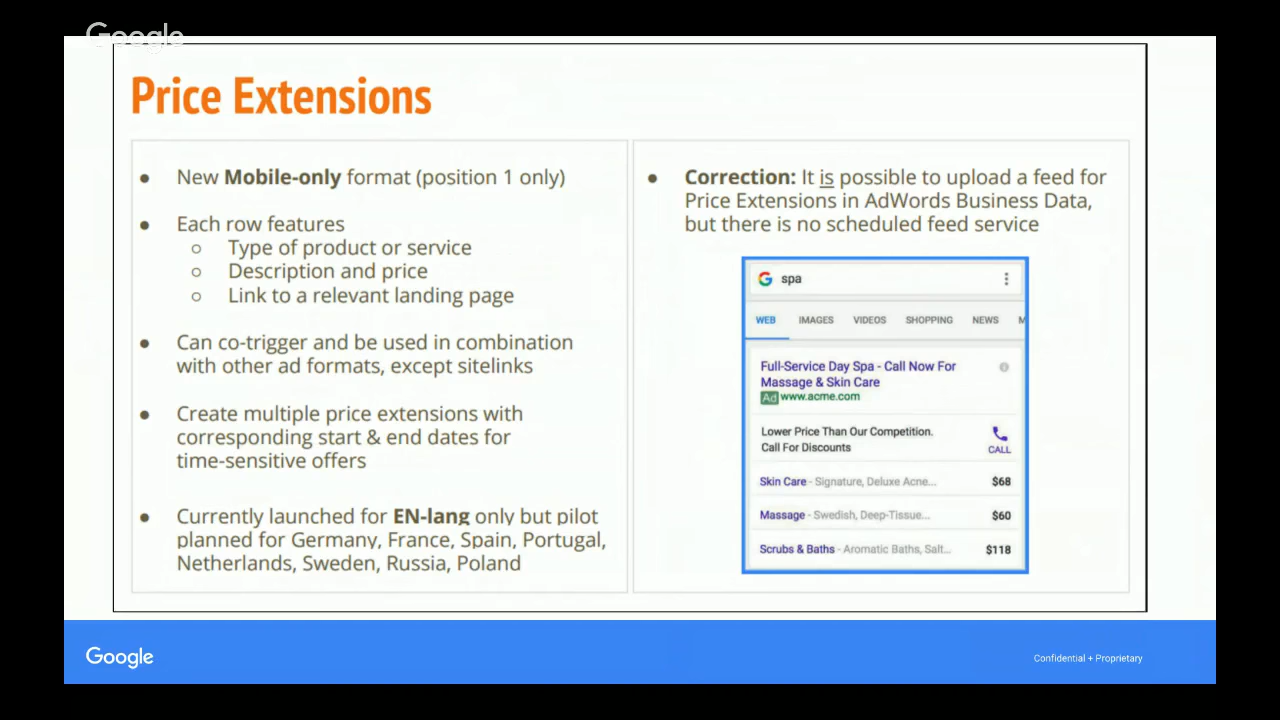 Google
Price Extensions
● New Mobile-only format (position 1 only)
● Each row features
○ Type of product or service
○ Description and price
○ Link to a relevant landing page
● Can co-trigger and be used in combination
with other ad formats, except sitelinks
● Create multiple price extensions with
corresponding start & end dates for
time-sensitive offers
● Currently launched for EN-lang only but pilot
planned for Germany, France, Spain, Portugal,
Netherlands, Sweden, Russia, Poland
● Correction: It is possible to upload a feed for
Price Extensions in AdWords Business Data,
but there is no scheduled feed service
G spa
WEB IMAGES VIDEOS SHOPPING NEWS M
Full-Service Day Spa - Call Now For
Massage & Skin Care
Ad www.acme.com
Lower Price Than Our Competition.
Call For Discounts
CALL
Skin Care - Signature, Deluxe Acne... $68
Massage - Swedish, Deep-Tissue... $60
Scrubs & Baths - Aromatic Baths, Salt... $118
Google
Confidential + Proprietary